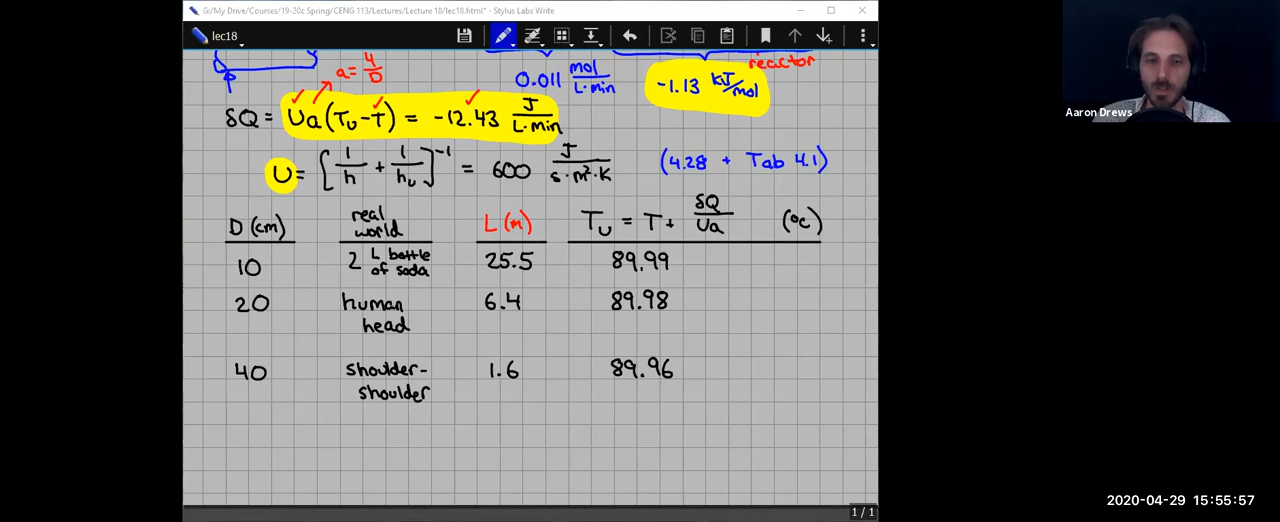 G:/My Drive/Courses/19-20c Spring/CENG 113/Lectures/Lecture 18/lec18.html* - Stylus Labs Write
lec18
a = 4/D
0.011 mol/L·min
-1.13 kJ/mol
reactor
Aaron Drews
δQ = Ua(Tᵤ-T) = -12.43 J/L·min
U = [1/h + 1/hᵤ]⁻¹ = 600 J/s·m²·K (4.28 + Tab 4.1)
D (cm) real world L (m) Tᵤ = T + δQ/Ua (°C)
10 2 L bottle of soda 25.5 89.99
20 human head 6.4 89.98
40 shoulder-shoulder 1.6 89.96
1 / 1
2020-04-29 15:55:57